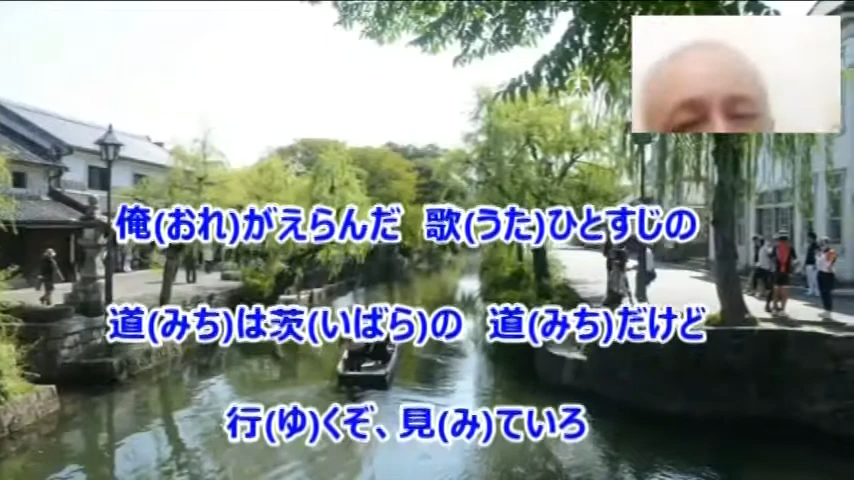 俺(おれ)がえらんだ 歌(うた)ひとすじの
道(みち)は茨(いばら)の 道(みち)だけど
行(ゆ)くぞ、見(み)ていろ